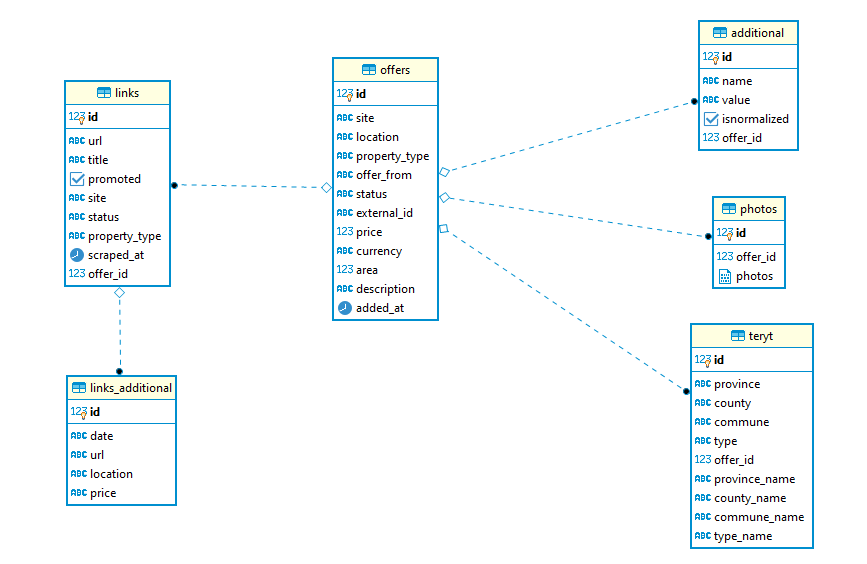 links
123 id
ABC url
ABC title
promoted
ABC site
ABC status
ABC property_type
scraped_at
123 offer_id
links_additional
123 id
ABC date
ABC url
ABC location
ABC price
offers
123 id
ABC site
ABC location
ABC property_type
ABC offer_from
ABC status
ABC external_id
123 price
ABC currency
123 area
ABC description
added_at
additional
123 id
ABC name
ABC value
isnormalized
123 offer_id
photos
123 id
123 offer_id
photos
teryt
123 id
ABC province
ABC county
ABC commune
ABC type
123 offer_id
ABC province_name
ABC county_name
ABC commune_name
ABC type_name